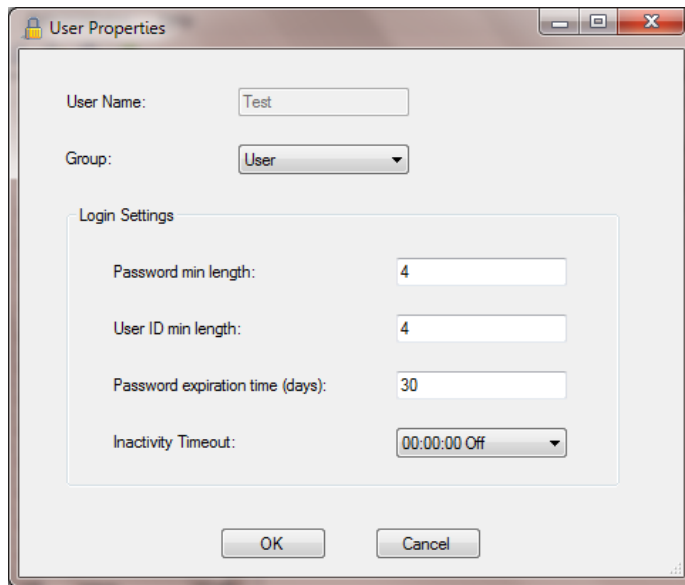 User Properties
User Name: Test
Group: User
Login Settings
Password min length: 4
User ID min length: 4
Password expiration time (days): 30
Inactivity Timeout: 00:00:00 Off
OK Cancel